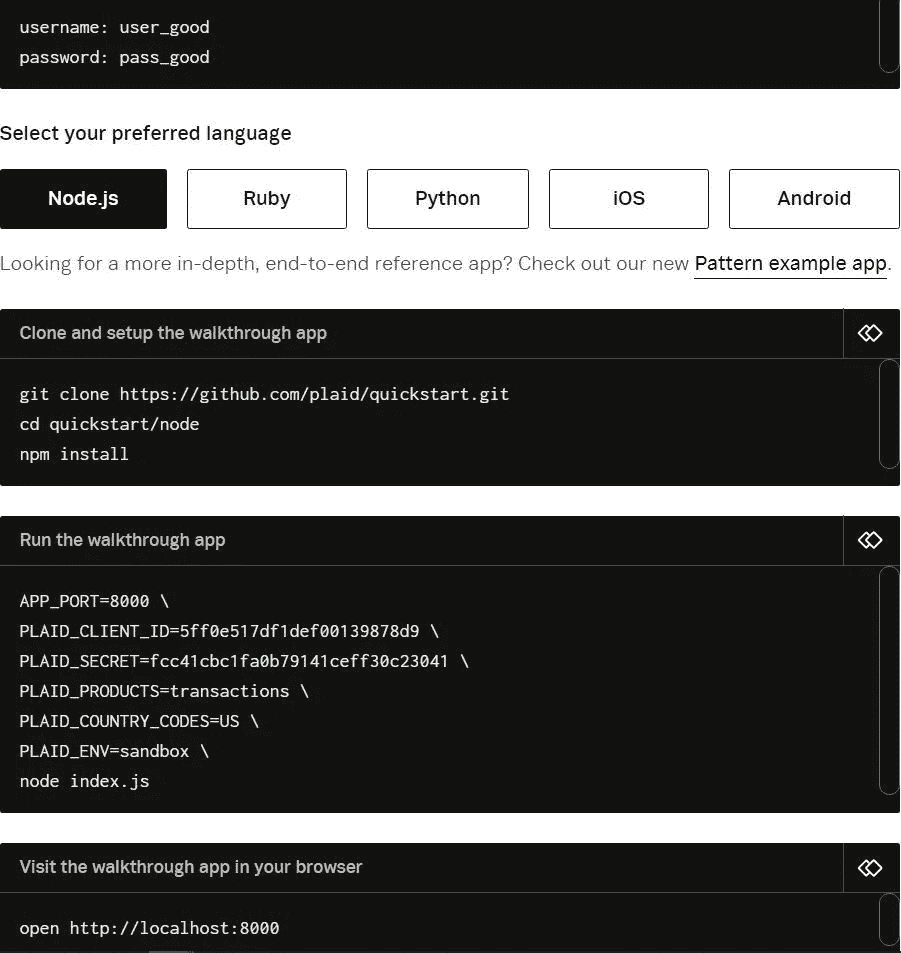 username: user_good
password: pass_good
Select your preferred language
Node.js
Ruby
Python
iOS
Android
Looking for a more in-depth, end-to-end reference app? Check out our new Pattern example app.
Clone and setup the walkthrough app
git clone https://github.com/plaid/quickstart.git
cd quickstart/node
npm install
Run the walkthrough app
APP_PORT=8000 \
PLAID_CLIENT_ID=5ff0e517df1def00139878d9 \
PLAID_SECRET=fcc41cbc1fa0b79141ceff30c23041 \
PLAID_PRODUCTS=transactions \
PLAID_COUNTRY_CODES=US \
PLAID_ENV=sandbox \
node index.js
Visit the walkthrough app in your browser
open http://localhost:8000